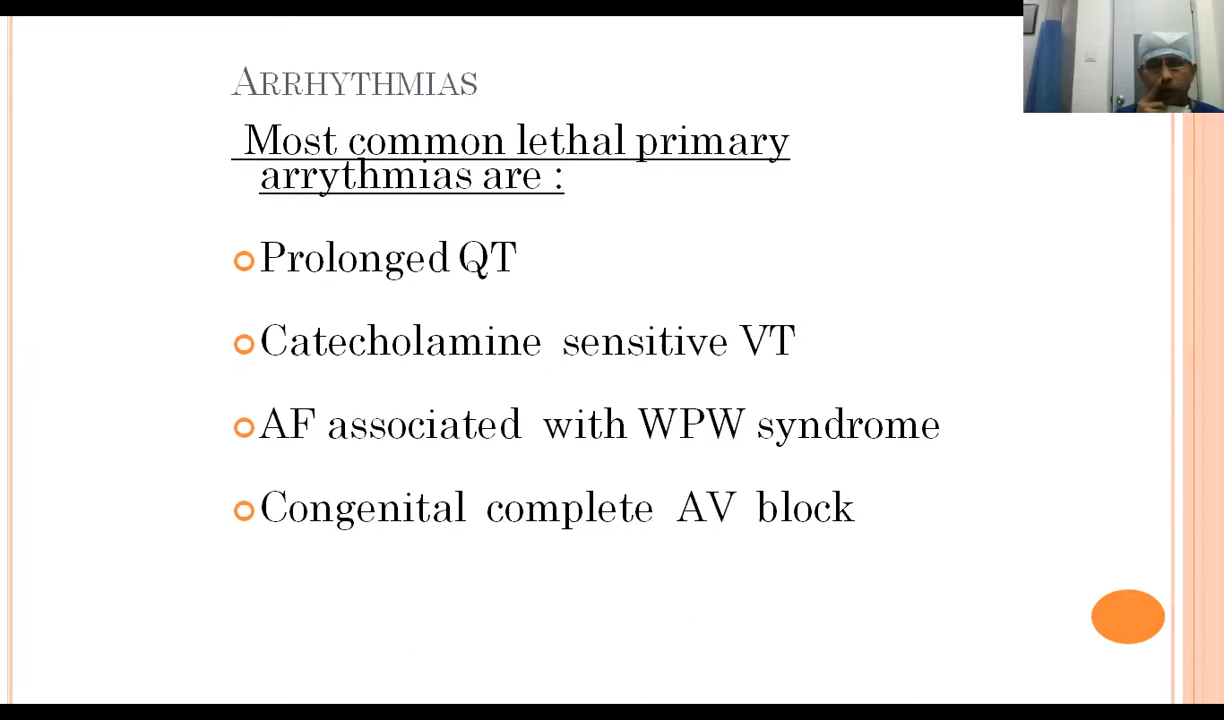 ARRHYTHMIAS
Most common lethal primary
arrythmias are :
Prolonged QT
Catecholamine sensitive VT
AF associated with WPW syndrome
Congenital complete AV block